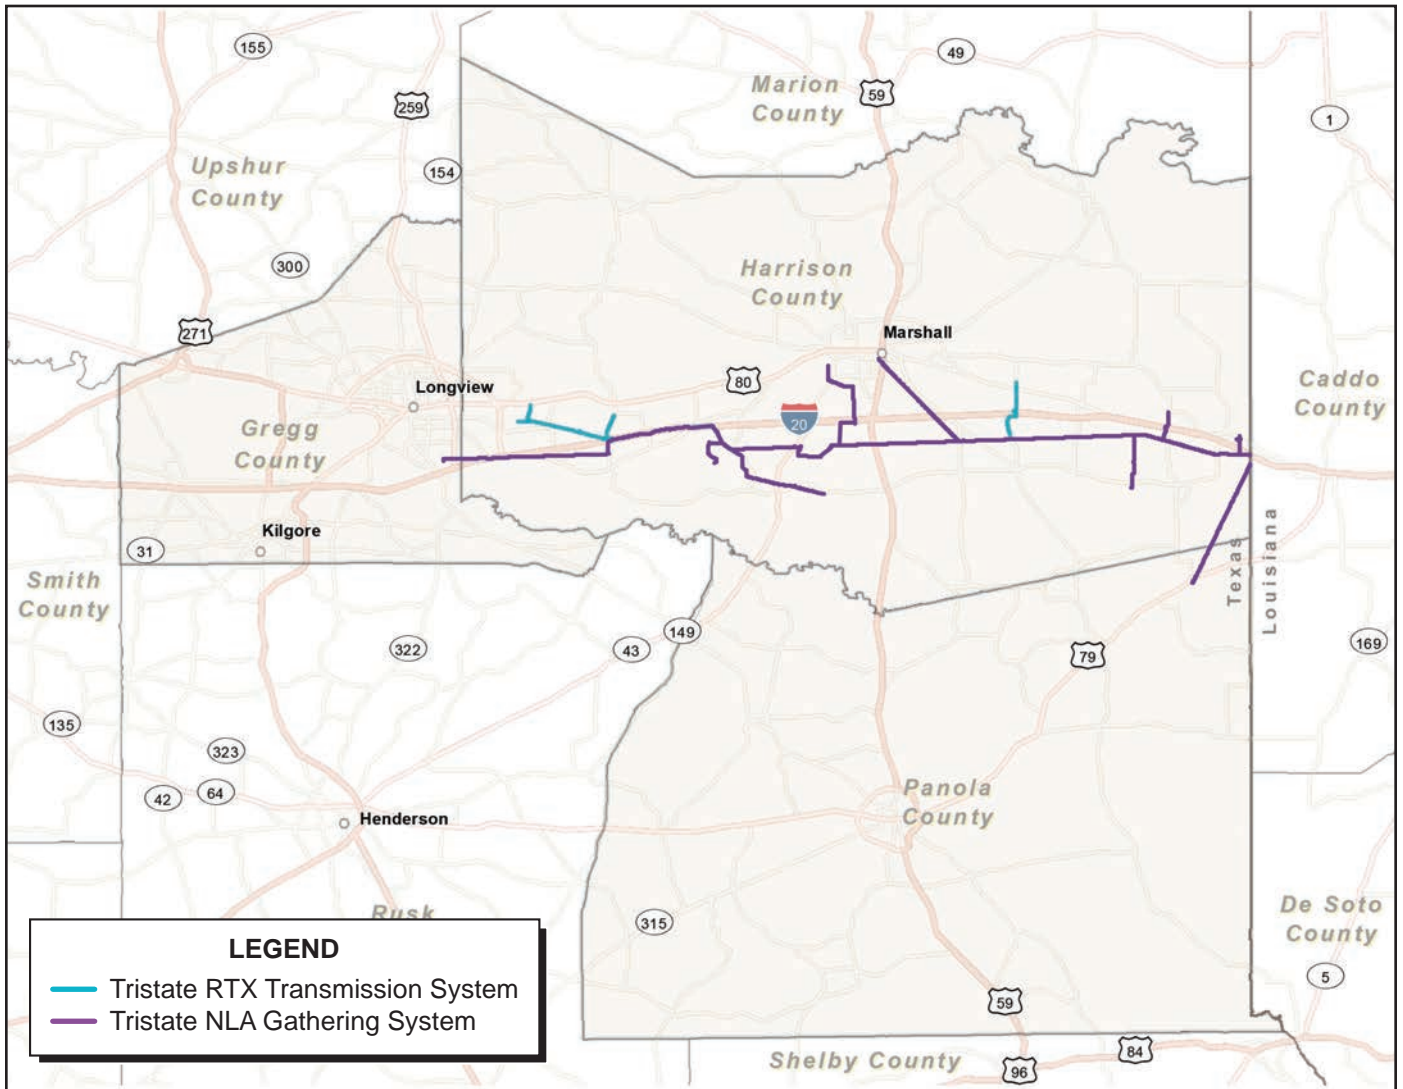 155
49
Marion
County
59
259
1
Upshur
County
154
300
Harrison
County
271
Marshall
80
Longview
Caddo
County
20
Gregg
County
Kilgore
31
Texas
Louisiana
Smith
County
149
322
43
169
79
135
323
42
64
Panola
County
Henderson
Rusk
315
De Soto
County
5
59
84
Shelby County
96
LEGEND
Tristate RTX Transmission System
Tristate NLA Gathering System